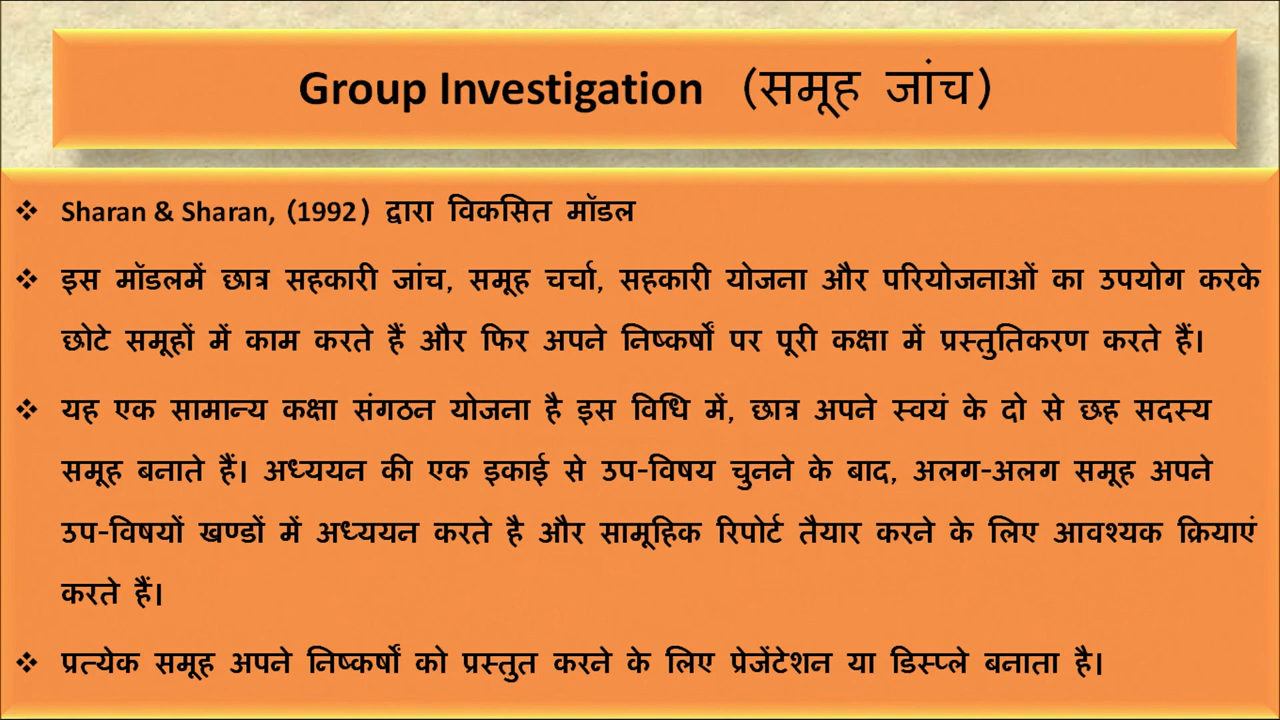 Group Investigation (समूह जांच)
❖ Sharan & Sharan, (1992) द्वारा विकसित मॉडल
❖ इस मॉडलमें छात्र सहकारी जांच, समूह चर्चा, सहकारी योजना और परियोजनाओं का उपयोग करके
छोटे समूहों में काम करते हैं और फिर अपने निष्कर्षों पर पूरी कक्षा में प्रस्तुतिकरण करते हैं।
❖ यह एक सामान्य कक्षा संगठन योजना है इस विधि में, छात्र अपने स्वयं के दो से छह सदस्य
समूह बनाते हैं। अध्ययन की एक इकाई से उप-विषय चुनने के बाद, अलग-अलग समूह अपने
उप-विषयों खण्डों में अध्ययन करते है और सामूहिक रिपोर्ट तैयार करने के लिए आवश्यक क्रियाएं
करते हैं।
❖ प्रत्येक समूह अपने निष्कर्षों को प्रस्तुत करने के लिए प्रेजेंटेशन या डिस्प्ले बनाता है।